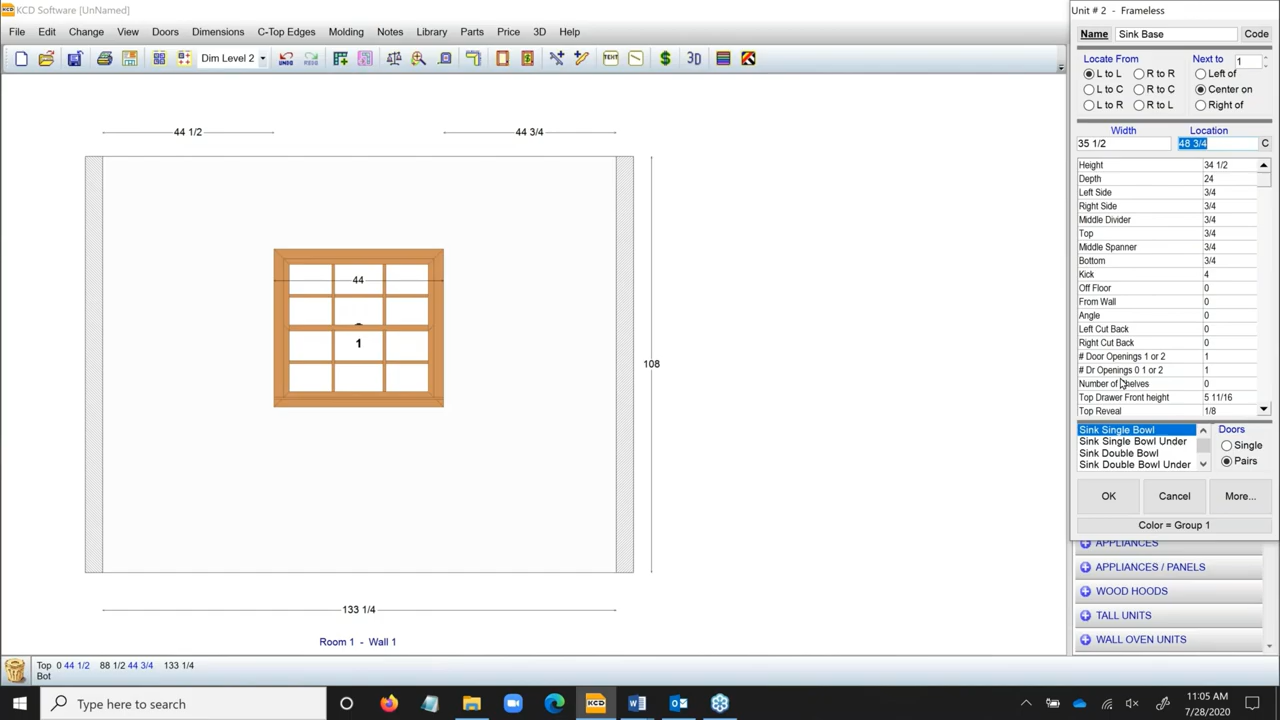 KCD Software [UnNamed]
File Edit Change View Doors Dimensions C-Top Edges Molding Notes Library Parts Price 3D Help
Dim Level 2
UNDO REDO TEXT $ 3D
44 1/2 44 3/4
44
1
108
133 1/4
Room 1 - Wall 1
Unit # 2 - Frameless
Name Sink Base Code
Locate From Next to 1
L to L R to R Left of
L to C R to C Center on
L to R R to L Right of
Width Location
35 1/2 48 3/4 C
Height 34 1/2
Depth 24
Left Side 3/4
Right Side 3/4
Middle Divider 3/4
Top 3/4
Middle Spanner 3/4
Bottom 3/4
Kick 4
Off Floor 0
From Wall 0
Angle 0
Left Cut Back 0
Right Cut Back 0
# Door Openings 1 or 2 1
# Dr Openings 0 1 or 2 1
Number of Shelves 0
Top Drawer Front height 5 11/16
Top Reveal 1/8
Sink Single Bowl Doors
Sink Single Bowl Under Single
Sink Double Bowl Pairs
Sink Double Bowl Under
OK Cancel More...
Color = Group 1
APPLIANCES
APPLIANCES / PANELS
WOOD HOODS
TALL UNITS
WALL OVEN UNITS
Top 0 44 1/2 88 1/2 44 3/4 133 1/4
Bot
Type here to search
KCD
11:05 AM
7/28/2020